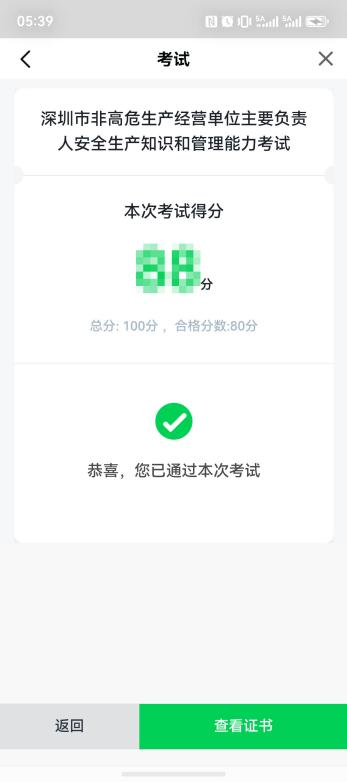 05:39
考试
深圳市非高危生产经营单位主要负责
人安全生产知识和管理能力考试
本次考试得分
分
总分: 100分 ，合格分数:80分
恭喜，您已通过本次考试
返回
查看证书